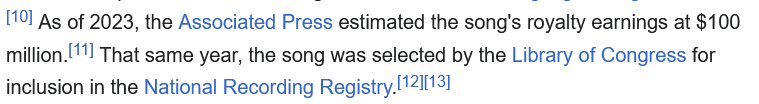 [10] As of 2023, the Associated Press estimated the song's royalty earnings at $100
million.[11] That same year, the song was selected by the Library of Congress for
inclusion in the National Recording Registry.[12][13]